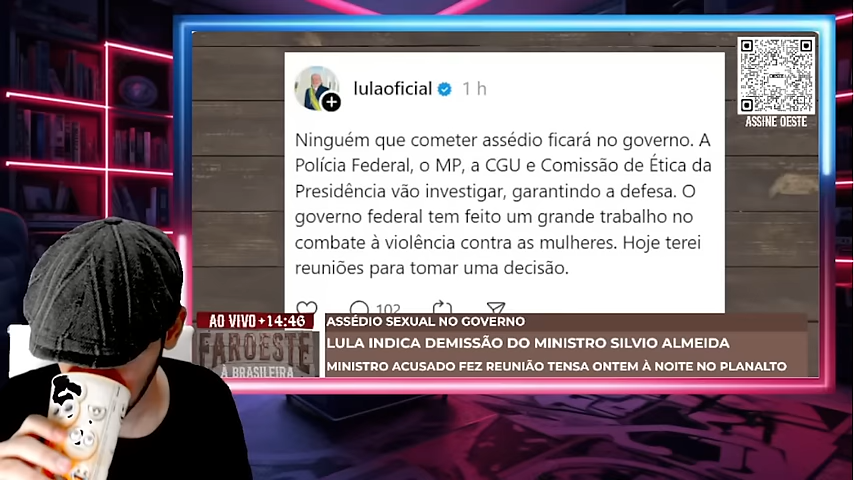 lulaoficial 1 h
Ninguém que cometer assédio ficará no governo. A
Polícia Federal, o MP, a CGU e Comissão de Ética da
Presidência vão investigar, garantindo a defesa. O
governo federal tem feito um grande trabalho no
combate à violência contra as mulheres. Hoje terei
reuniões para tomar uma decisão.
102
ASSINE OESTE
AO VIVO 14:46
FAROESTE
À BRASILEIRA
ASSÉDIO SEXUAL NO GOVERNO
LULA INDICA DEMISSÃO DO MINISTRO SILVIO ALMEIDA
MINISTRO ACUSADO FEZ REUNIÃO TENSA ONTEM À NOITE NO PLANALTO